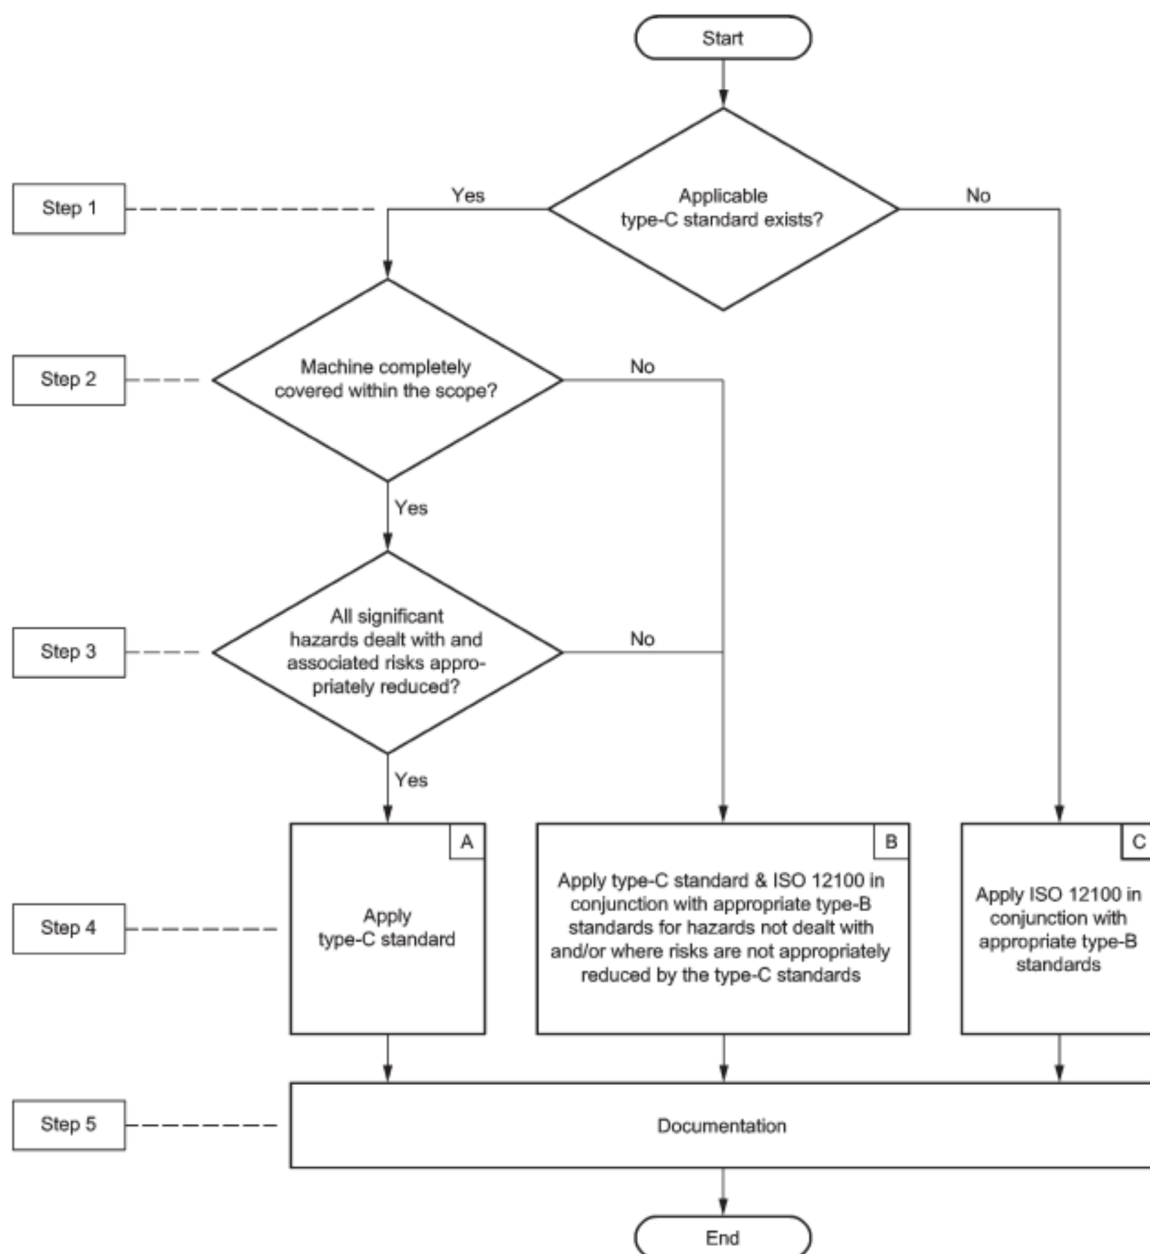 Start
Step 1
Yes
Applicable
type-C standard exists?
No
Step 2
Machine completely
covered within the scope?
No
Yes
Step 3
All significant
hazards dealt with and
associated risks appro-
priately reduced?
No
Yes
Step 4
A
Apply
type-C standard
B
Apply type-C standard & ISO 12100 in
conjunction with appropriate type-B
standards for hazards not dealt with
and/or where risks are not appropriately
reduced by the type-C standards
C
Apply ISO 12100 in
conjunction with
appropriate type-B
standards
Step 5
Documentation
End